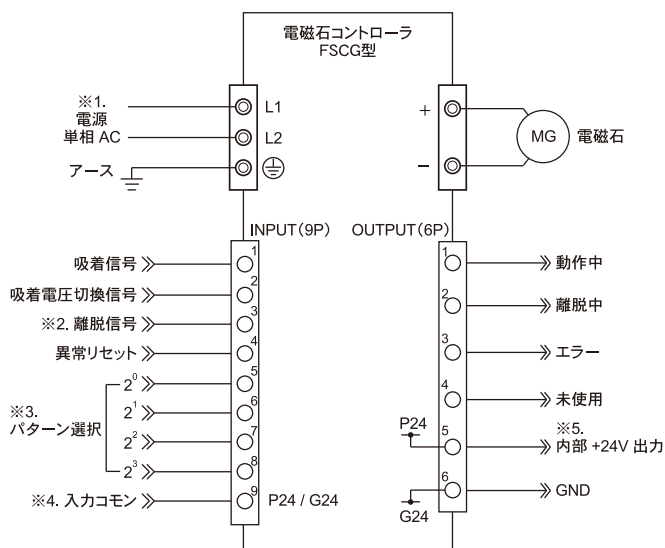 電磁石コントローラ
FSCG型
※1.
電源
単相 AC
アース
L1
L2
+
−
MG
電磁石
INPUT(9P)
吸着信号 1
吸着電圧切換信号 2
※2. 離脱信号 3
異常リセット 4
※3.
パターン選択
2⁰ 5
2¹ 6
2² 7
2³ 8
※4. 入力コモン 9 P24 / G24
OUTPUT(6P)
1 動作中
2 離脱中
3 エラー
4 未使用
※5.
P24 5 内部 +24V 出力
6 GND
G24